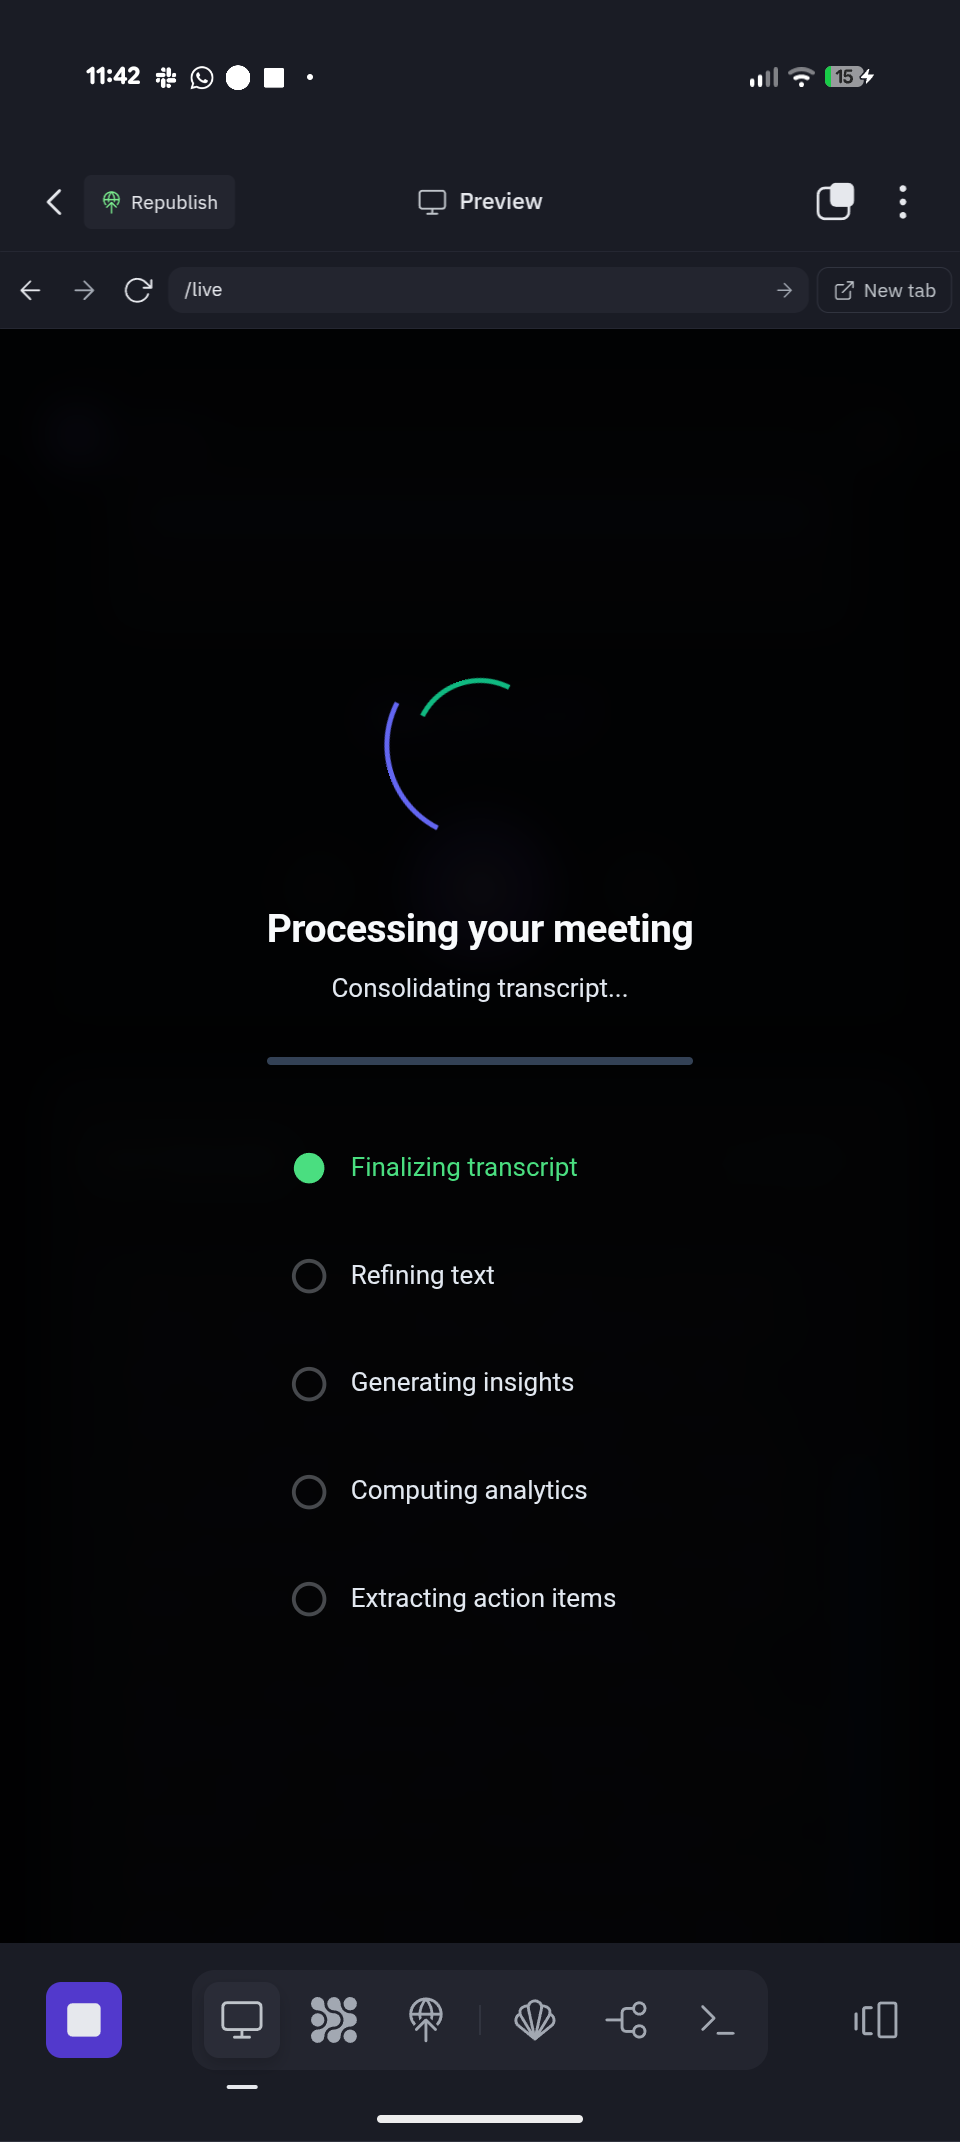 11:42
15
Republish
Preview
/live
New tab
Processing your meeting
Consolidating transcript...
Finalizing transcript
Refining text
Generating insights
Computing analytics
Extracting action items